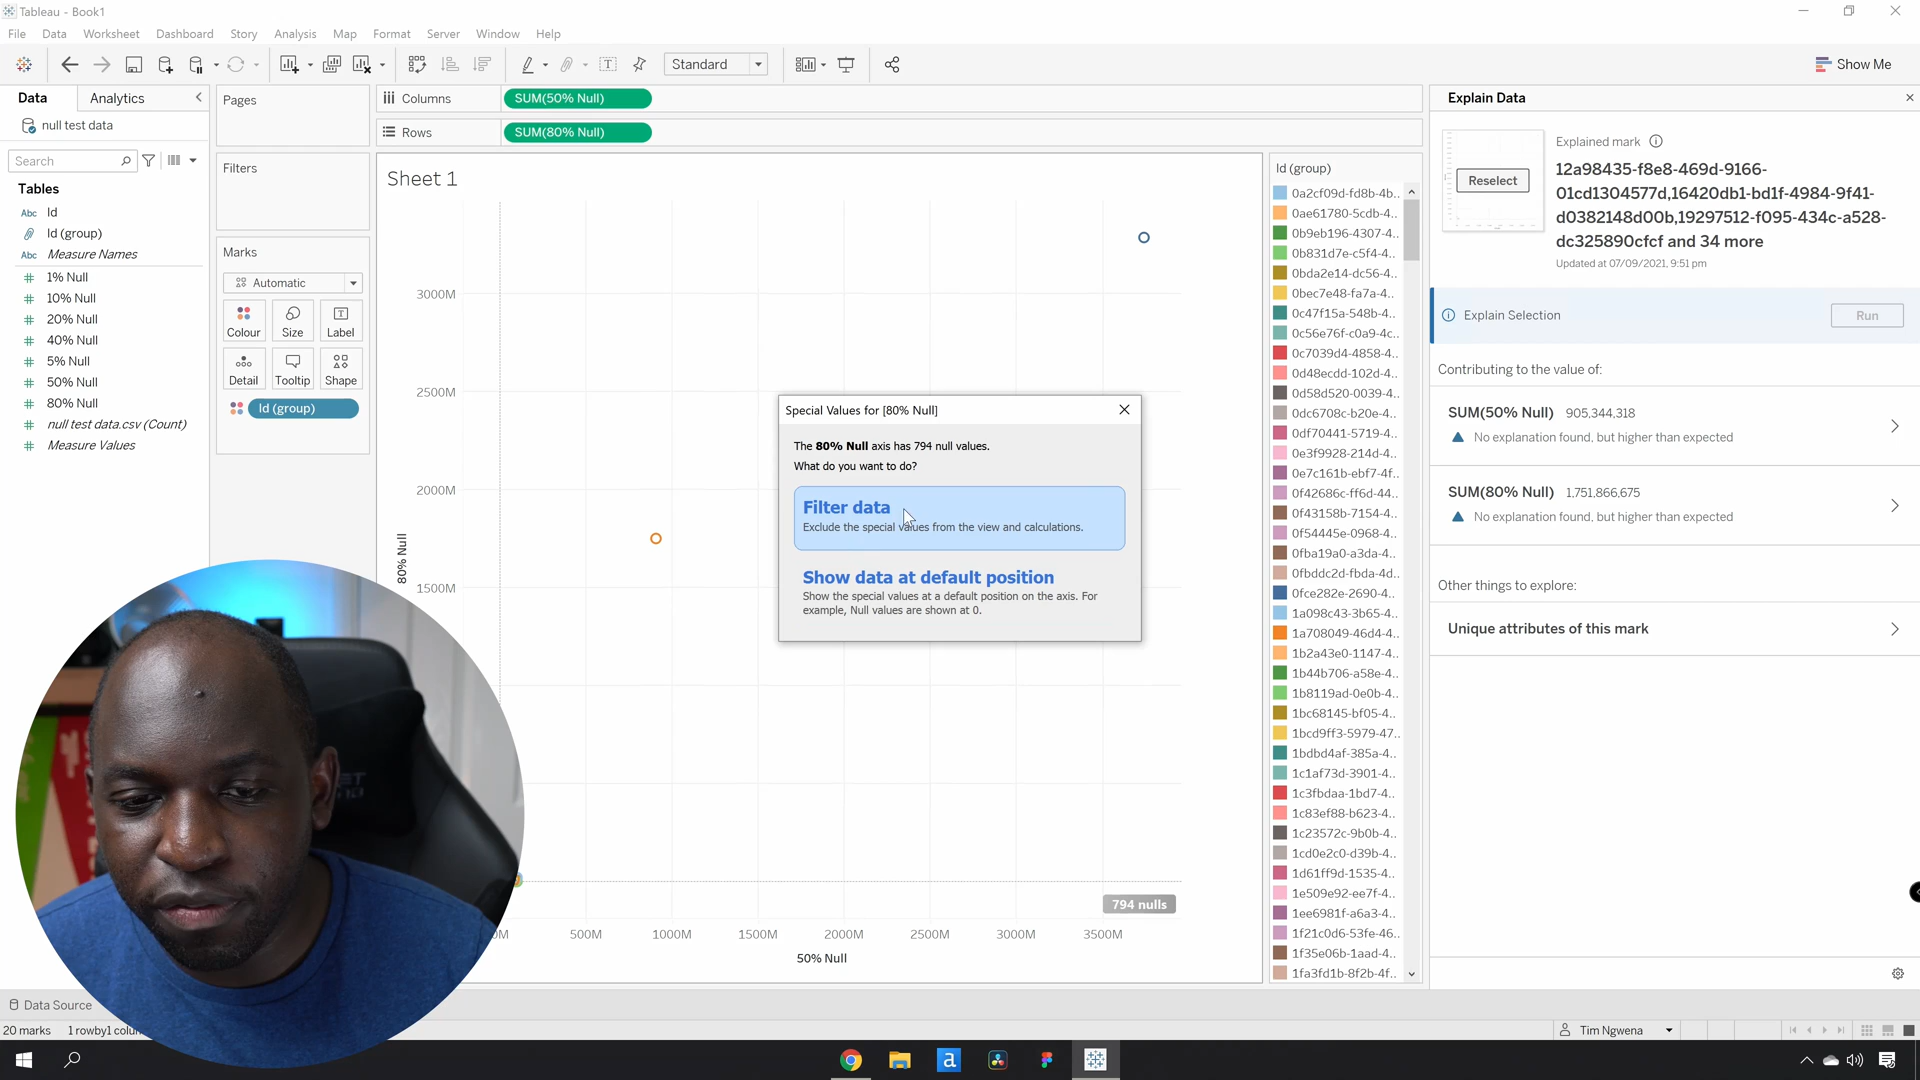 Tableau - Book1
File Data Worksheet Dashboard Story Analysis Map Format Server Window Help
Standard
Show Me
Data
Analytics
null test data
Search
Tables
Abc Id
Id (group)
Abc Measure Names
1% Null
10% Null
20% Null
40% Null
5% Null
50% Null
80% Null
null test data.csv (Count)
Measure Values
Pages
Filters
Marks
Automatic
Colour Size Label
Detail Tooltip Shape
Id (group)
Columns SUM(50% Null)
Rows SUM(80% Null)
Sheet 1
3000M
2500M
2000M
1500M
80% Null
500M 1000M 1500M 2000M 2500M 3000M 3500M
50% Null
794 nulls
Special Values for [80% Null]
The 80% Null axis has 794 null values.
What do you want to do?
Filter data
Exclude the special values from the view and calculations.
Show data at default position
Show the special values at a default position on the axis. For
example, Null values are shown at 0.
Id (group)
0a2cf09d-fd8b-4b..
0ae61780-5cdb-4..
0b9eb196-4307-4..
0b831d7e-c5f4-4..
0bda2e14-dc56-4..
0bec7e48-fa7a-4..
0c47f15a-548b-4..
0c56e76f-c0a9-4c..
0c7039d4-4858-4..
0d48ecdd-102d-4..
0d58d520-0039-4..
0dc6708c-b20e-4..
0df70441-5719-4..
0e3f9928-214d-4..
0e7c161b-ebf7-4f..
0f42686c-ff6d-44..
0f43158b-7154-4..
0f54445e-0968-4..
0fba19a0-a3da-4..
0fbddc2d-fbda-4d..
0fce282e-2690-4..
1a098c43-3b65-4..
1a708049-46d4-4..
1b2a43e0-1147-4..
1b44b706-a58e-4..
1b8119ad-0e0b-4..
1bc68145-bf05-4..
1bcd9ff3-5979-47..
1bdbd4af-385a-4..
1c1af73d-3901-4..
1c3fbdaa-1bd7-4..
1c83ef88-b623-4..
1c23572c-9b0b-4..
1cd0e2c0-d39b-4..
1d61ff9d-1535-4..
1e509e92-ee7f-4..
1ee6981f-a6a3-4..
1f21c0d6-53fe-46..
1f35e06b-1aad-4..
1fa3fd1b-8f2b-4f..
Explain Data
Reselect
Explained mark
12a98435-f8e8-469d-9166-
01cd1304577d,16420db1-bd1f-4984-9f41-
d0382148d00b,19297512-f095-434c-a528-
dc325890cfcf and 34 more
Updated at 07/09/2021, 9:51 pm
Explain Selection
Run
Contributing to the value of:
SUM(50% Null) 905,344,318
No explanation found, but higher than expected
SUM(80% Null) 1,751,866,675
No explanation found, but higher than expected
Other things to explore:
Unique attributes of this mark
Data Source
20 marks 1 row by 1
Tim Ngwena